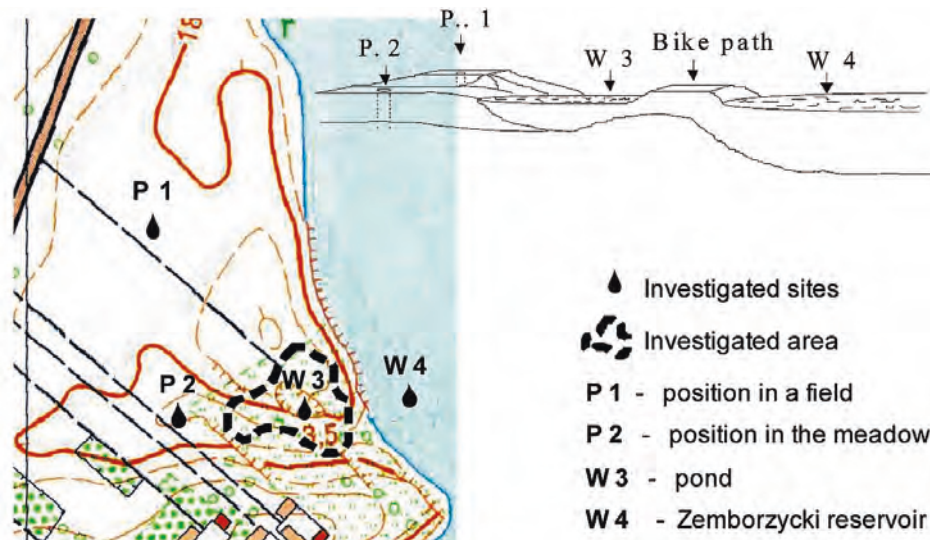 18
P.. 1
P. 2
W 3
Bike path
W 4
P 1
P 2
W 3
W 4
3,5
Investigated sites
Investigated area
P 1 - position in a field
P 2 - position in the meadow
W 3 - pond
W 4 - Zemborzycki reservoir